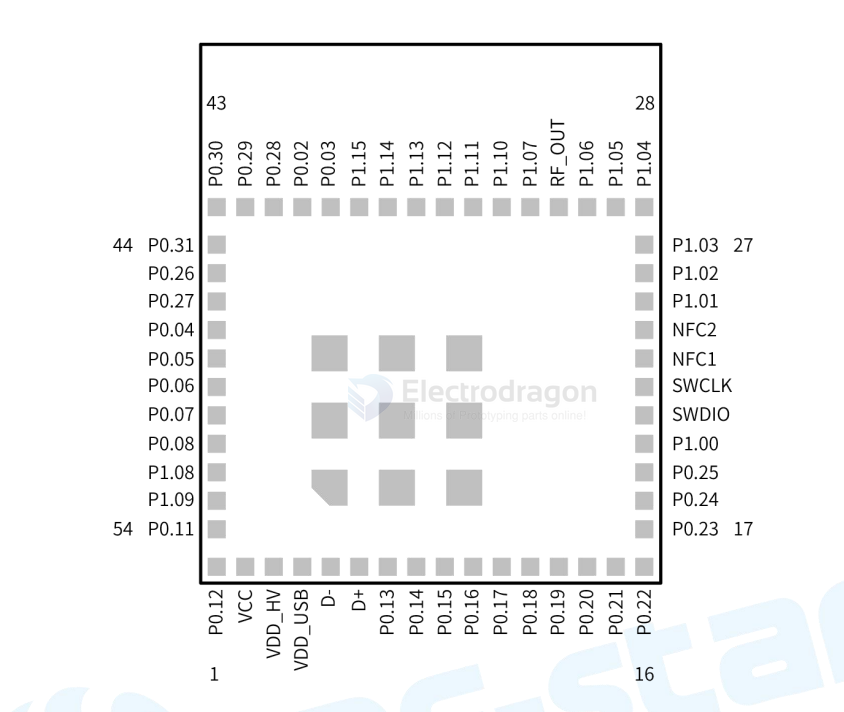 43 28
P0.30 P0.29 P0.28 P0.02 P0.03 P1.15 P1.14 P1.13 P1.12 P1.11 P1.10 P1.07 RF_OUT P1.06 P1.05 P1.04
44 P0.31 P1.03 27
P0.26 P1.02
P0.27 P1.01
P0.04 NFC2
P0.05 NFC1
P0.06 SWCLK
Electrodragon
P0.07 SWDIO
P0.08 P1.00
P1.08 P0.25
P1.09 P0.24
54 P0.11 P0.23 17
P0.12 VCC VDD_HV VDD_USB D- D+ P0.13 P0.14 P0.15 P0.16 P0.17 P0.18 P0.19 P0.20 P0.21 P0.22
1 16